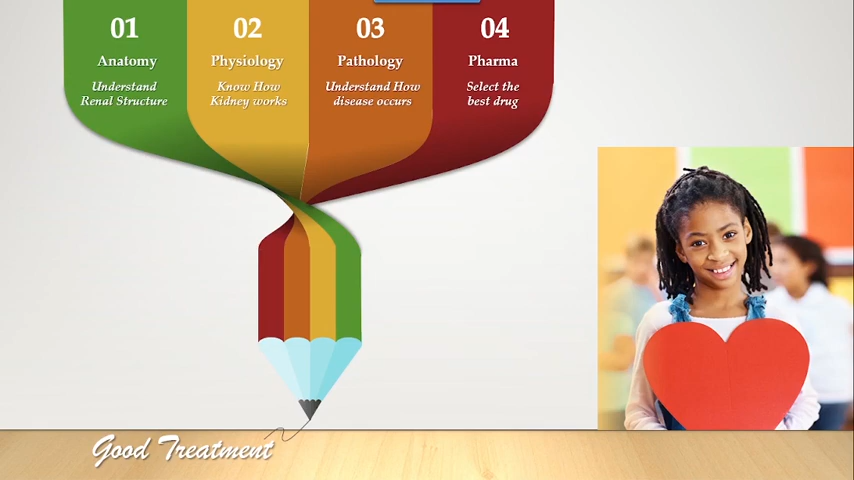 01
Anatomy
Understand
Renal Structure
02
Physiology
Know How
Kidney works
03
Pathology
Understand How
disease occurs
04
Pharma
Select the
best drug
Good Treatment